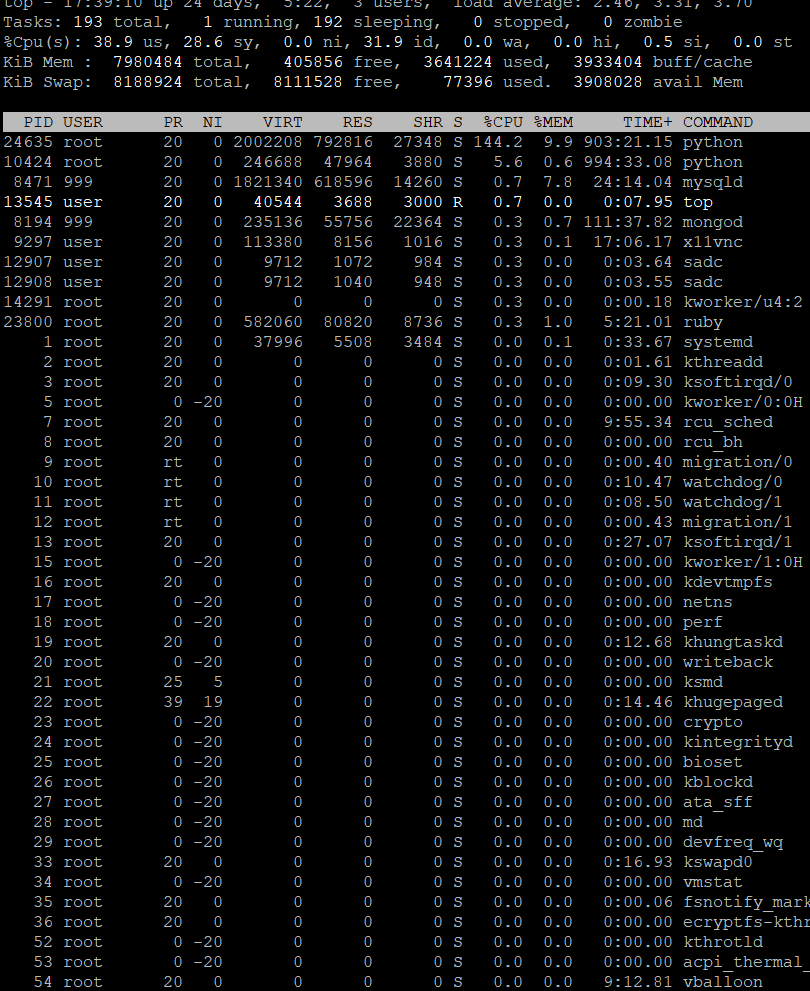 top - 17:39:10 up 24 days,  5:22,  3 users,  load average: 2.46, 3.31, 3.70
Tasks: 193 total,   1 running, 192 sleeping,   0 stopped,   0 zombie
%Cpu(s): 38.9 us, 28.6 sy,  0.0 ni, 31.9 id,  0.0 wa,  0.0 hi,  0.5 si,  0.0 st
KiB Mem :  7980484 total,   405856 free,  3641224 used,  3933404 buff/cache
KiB Swap:  8188924 total,  8111528 free,    77396 used.  3908028 avail Mem
PID USER PR NI VIRT RES SHR S %CPU %MEM TIME+ COMMAND
24635 root 20 0 2002208 792816 27348 S 144.2 9.9 903:21.15 python
10424 root 20 0 246688 47964 3880 S 5.6 0.6 994:33.08 python
8471 999 20 0 1821340 618596 14260 S 0.7 7.8 24:14.04 mysqld
13545 user 20 0 40544 3688 3000 R 0.7 0.0 0:07.95 top
8194 999 20 0 235136 55756 22364 S 0.3 0.7 111:37.82 mongod
9297 user 20 0 113380 8156 1016 S 0.3 0.1 17:06.17 x11vnc
12907 user 20 0 9712 1072 984 S 0.3 0.0 0:03.64 sadc
12908 user 20 0 9712 1040 948 S 0.3 0.0 0:03.55 sadc
14291 root 20 0 0 0 0 S 0.3 0.0 0:00.18 kworker/u4:2
23800 root 20 0 582060 80820 8736 S 0.3 1.0 5:21.01 ruby
1 root 20 0 37996 5508 3484 S 0.0 0.1 0:33.67 systemd
2 root 20 0 0 0 0 S 0.0 0.0 0:01.61 kthreadd
3 root 20 0 0 0 0 S 0.0 0.0 0:09.30 ksoftirqd/0
5 root 0 -20 0 0 0 S 0.0 0.0 0:00.00 kworker/0:0H
7 root 20 0 0 0 0 S 0.0 0.0 9:55.34 rcu_sched
8 root 20 0 0 0 0 S 0.0 0.0 0:00.00 rcu_bh
9 root rt 0 0 0 0 S 0.0 0.0 0:00.40 migration/0
10 root rt 0 0 0 0 S 0.0 0.0 0:10.47 watchdog/0
11 root rt 0 0 0 0 S 0.0 0.0 0:08.50 watchdog/1
12 root rt 0 0 0 0 S 0.0 0.0 0:00.43 migration/1
13 root 20 0 0 0 0 S 0.0 0.0 0:27.07 ksoftirqd/1
15 root 0 -20 0 0 0 S 0.0 0.0 0:00.00 kworker/1:0H
16 root 20 0 0 0 0 S 0.0 0.0 0:00.00 kdevtmpfs
17 root 0 -20 0 0 0 S 0.0 0.0 0:00.00 netns
18 root 0 -20 0 0 0 S 0.0 0.0 0:00.00 perf
19 root 20 0 0 0 0 S 0.0 0.0 0:12.68 khungtaskd
20 root 0 -20 0 0 0 S 0.0 0.0 0:00.00 writeback
21 root 25 5 0 0 0 S 0.0 0.0 0:00.00 ksmd
22 root 39 19 0 0 0 S 0.0 0.0 0:14.46 khugepaged
23 root 0 -20 0 0 0 S 0.0 0.0 0:00.00 crypto
24 root 0 -20 0 0 0 S 0.0 0.0 0:00.00 kintegrityd
25 root 0 -20 0 0 0 S 0.0 0.0 0:00.00 bioset
26 root 0 -20 0 0 0 S 0.0 0.0 0:00.00 kblockd
27 root 0 -20 0 0 0 S 0.0 0.0 0:00.00 ata_sff
28 root 0 -20 0 0 0 S 0.0 0.0 0:00.00 md
29 root 0 -20 0 0 0 S 0.0 0.0 0:00.00 devfreq_wq
33 root 20 0 0 0 0 S 0.0 0.0 0:16.93 kswapd0
34 root 0 -20 0 0 0 S 0.0 0.0 0:00.00 vmstat
35 root 20 0 0 0 0 S 0.0 0.0 0:00.06 fsnotify_mark
36 root 20 0 0 0 0 S 0.0 0.0 0:00.00 ecryptfs-kthr
52 root 0 -20 0 0 0 S 0.0 0.0 0:00.00 kthrotld
53 root 0 -20 0 0 0 S 0.0 0.0 0:00.00 acpi_thermal_
54 root 20 0 0 0 0 S 0.0 0.0 9:12.81 vballoon